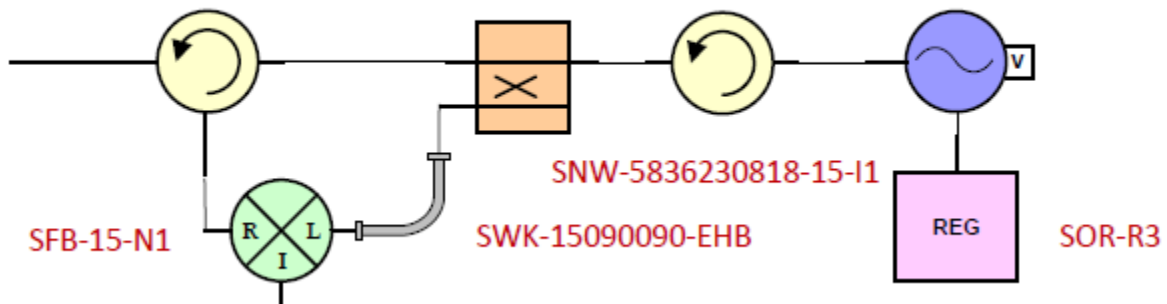 V
SNW-5836230818-15-I1
R
L
I
SFB-15-N1
SWK-15090090-EHB
REG
SOR-R3